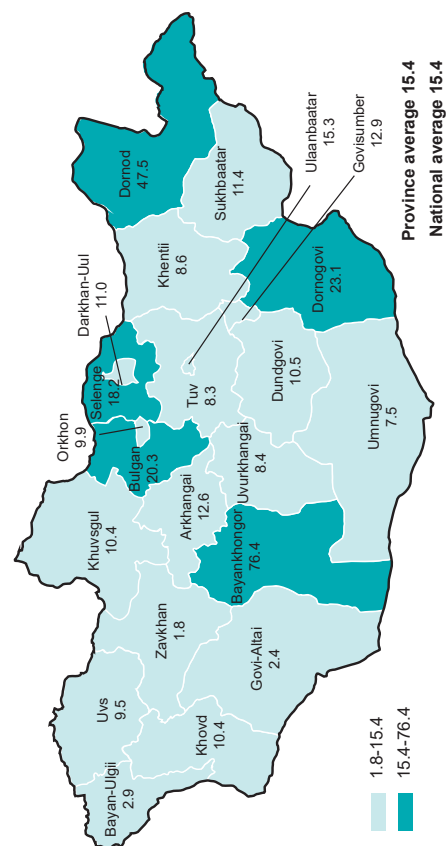 Bayan-Ulgii
2.9
Uvs
9.5
Khovd
10.4
Zavkhan
1.8
Govi-Altai
2.4
Khuvsgul
10.4
Arkhangai
12.6
Bayankhongor
76.4
Orkhon
9.9
Bulgan
20.3
Uvurkhangai
8.4
Selenge
18.2
Darkhan-Uul
11.0
Tuv
8.3
Dundgovi
10.5
Umnugovi
7.5
Khentii
8.6
Dornod
47.5
Sukhbaatar
11.4
Dornogovi
23.1
Ulaanbaatar
15.3
Govisumber
12.9
1.8-15.4
15.4-76.4
Province average 15.4
National average 15.4